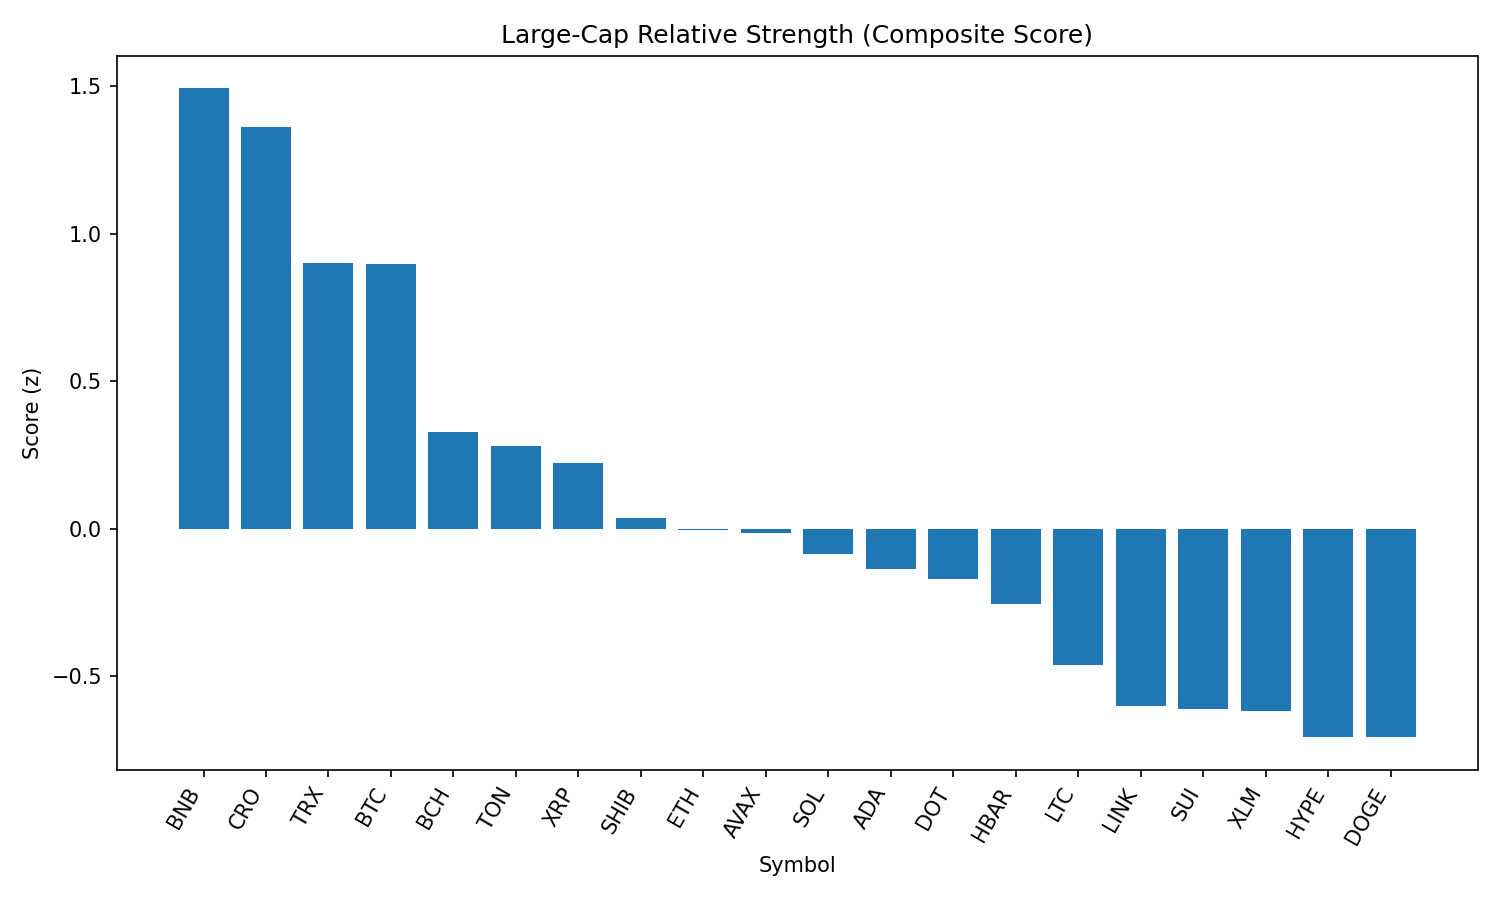 Large-Cap Relative Strength (Composite Score)
1.5
1.0
0.5
0.0
−0.5
Score (z)
BNB
CRO
TRX
BTC
BCH
TON
XRP
SHIB
ETH
AVAX
SOL
ADA
DOT
HBAR
LTC
LINK
SUI
XLM
HYPE
DOGE
Symbol